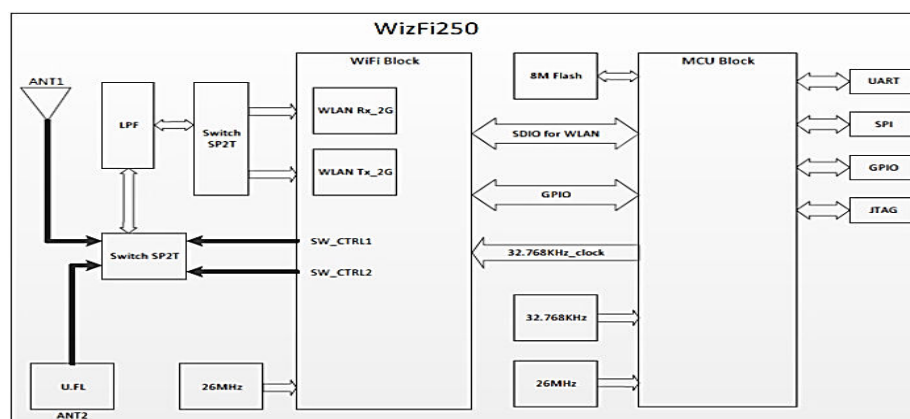 WizFi250
WiFi Block
MCU Block
ANT1
8M Flash
UART
LPF
Switch
SP2T
WLAN Rx_2G
SDIO for WLAN
SPI
WLAN Tx_2G
GPIO
GPIO
JTAG
Switch SP2T
SW_CTRL1
32.768KHz_clock
SW_CTRL2
32.768KHz
U.FL
26MHz
26MHz
ANT2